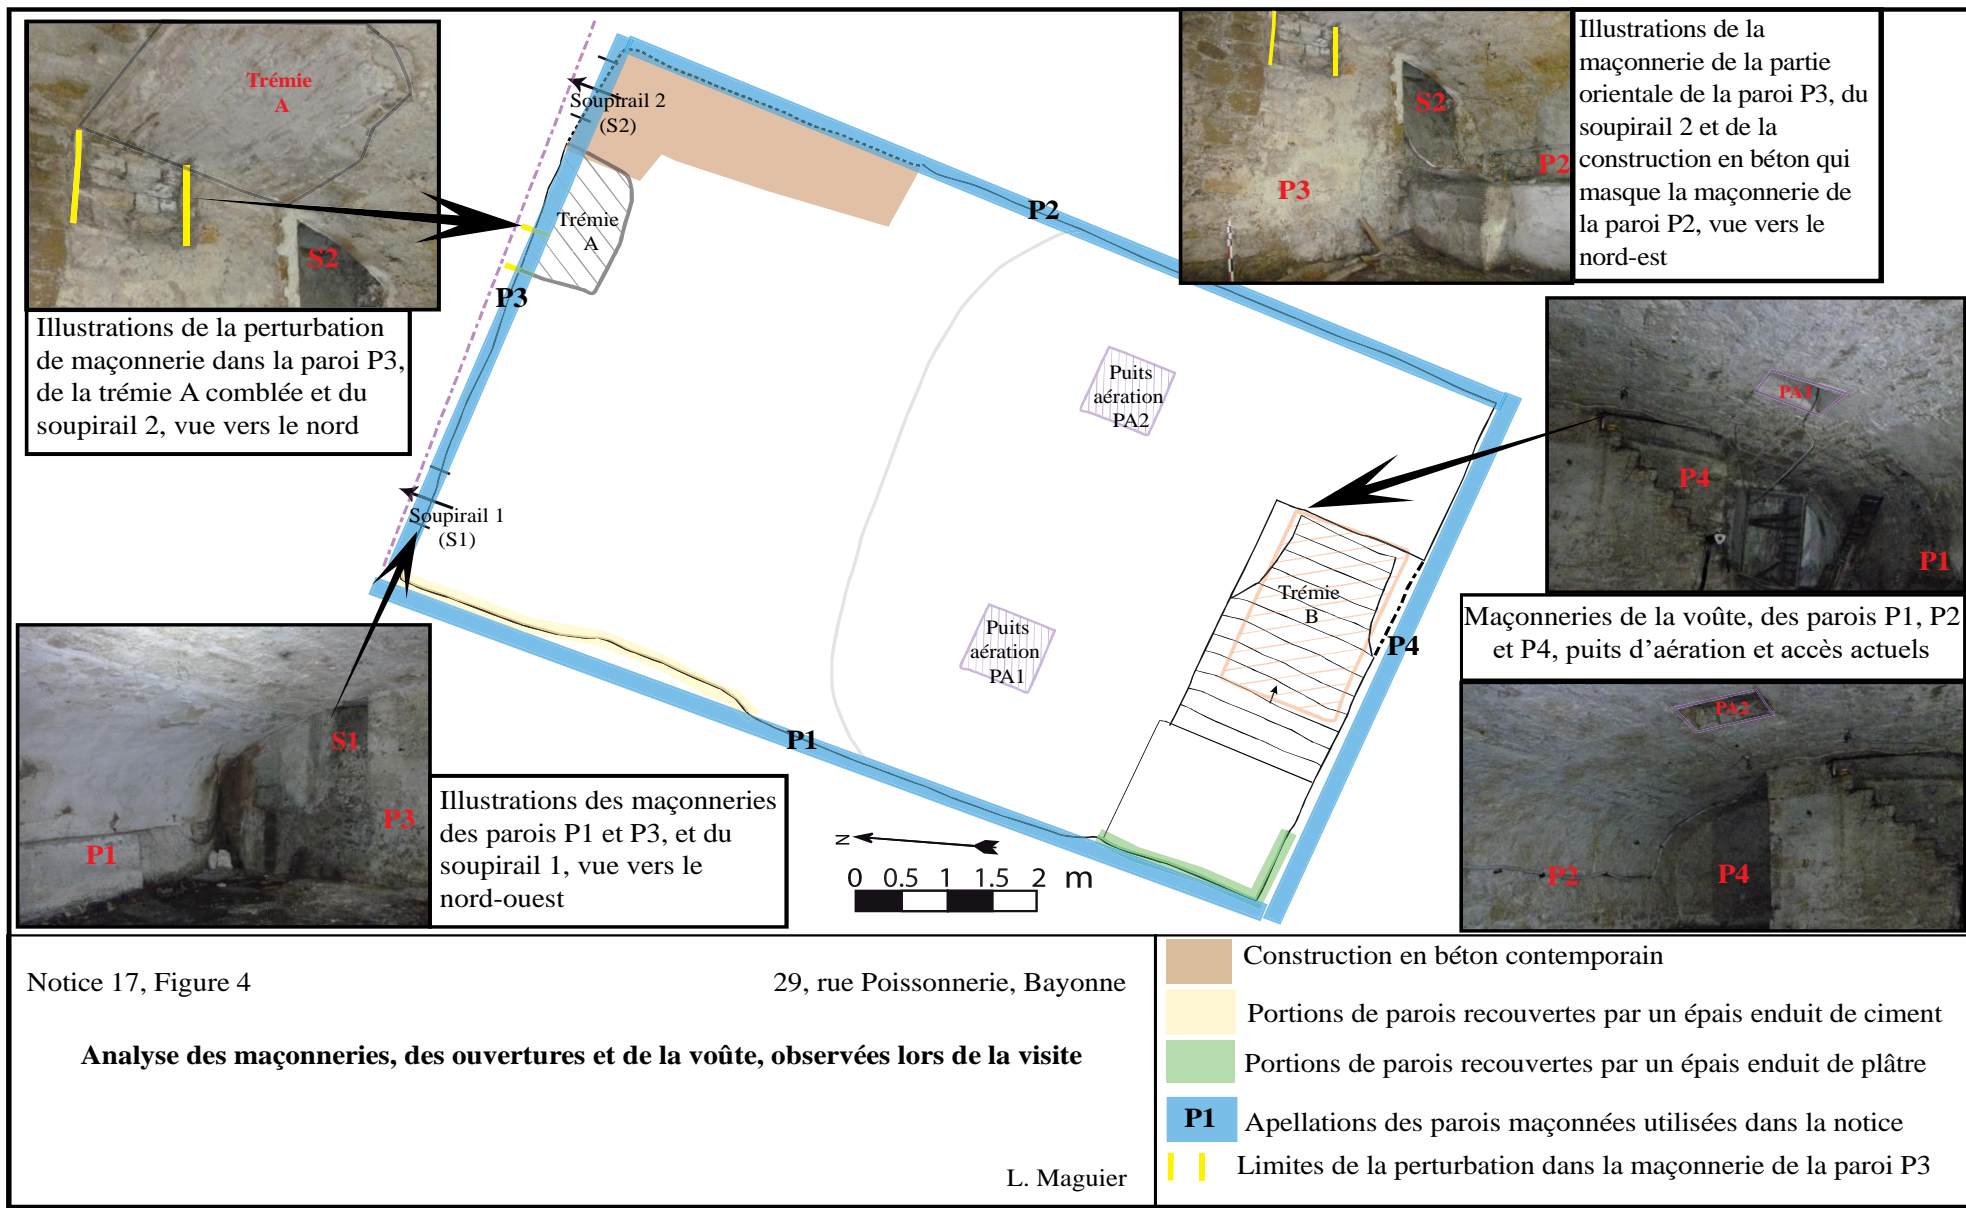 Trémie
A
S2
Illustrations de la perturbation
de maçonnerie dans la paroi P3,
de la trémie A comblée et du
soupirail 2, vue vers le nord
S2
P3
P2
Illustrations de la
maçonnerie de la partie
orientale de la paroi P3, du
soupirail 2 et de la
construction en béton qui
masque la maçonnerie de
la paroi P2, vue vers le
nord-est
Soupirail 2
(S2)
Trémie
A
P2
P3
Puits
aération
PA2
Soupirail 1
(S1)
Trémie
B
Puits
aération
PA1
P4
P1
PA1
P4
P1
Maçonneries de la voûte, des parois P1, P2
et P4, puits d’aération et accès actuels
PA2
P2
P4
S1
P3
P1
Illustrations des maçonneries
des parois P1 et P3, et du
soupirail 1, vue vers le
nord-ouest
N
0 0.5 1 1.5 2 m
Notice 17, Figure 4
29, rue Poissonnerie, Bayonne
Analyse des maçonneries, des ouvertures et de la voûte, observées lors de la visite
L. Maguier
Construction en béton contemporain
Portions de parois recouvertes par un épais enduit de ciment
Portions de parois recouvertes par un épais enduit de plâtre
P1 Apellations des parois maçonnées utilisées dans la notice
Limites de la perturbation dans la maçonnerie de la paroi P3